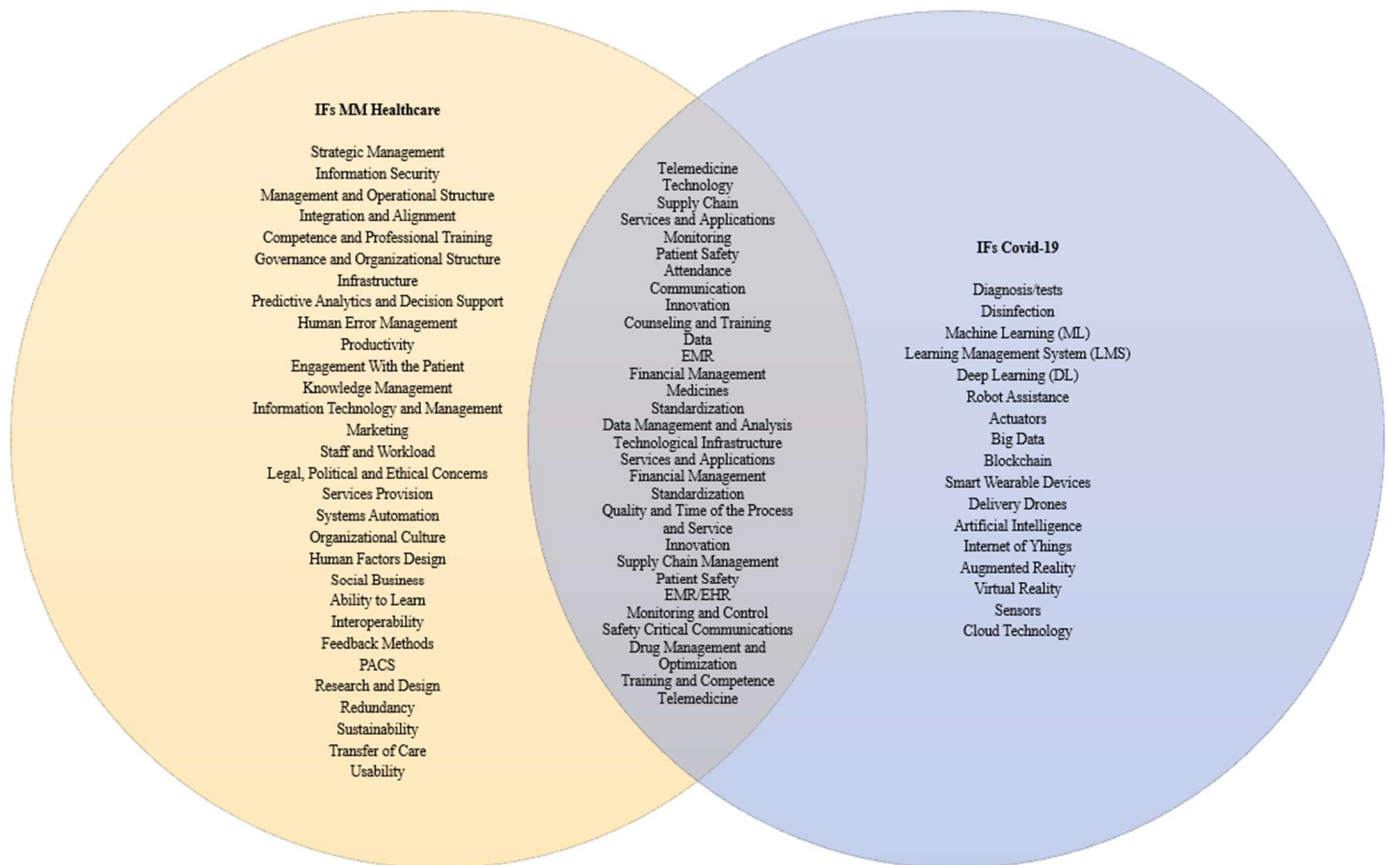 IFs MM Healthcare
Strategic Management
Information Security
Management and Operational Structure
Integration and Alignment
Competence and Professional Training
Governance and Organizational Structure
Infrastructure
Predictive Analytics and Decision Support
Human Error Management
Productivity
Engagement With the Patient
Knowledge Management
Information Technology and Management
Marketing
Staff and Workload
Legal, Political and Ethical Concerns
Services Provision
Systems Automation
Organizational Culture
Human Factors Design
Social Business
Ability to Learn
Interoperability
Feedback Methods
PACS
Research and Design
Redundancy
Sustainability
Transfer of Care
Usability
Telemedicine
Technology
Supply Chain
Services and Applications
Monitoring
Patient Safety
Attendance
Communication
Innovation
Counseling and Training
Data
EMR
Financial Management
Medicines
Standardization
Data Management and Analysis
Technological Infrastructure
Services and Applications
Financial Management
Standardization
Quality and Time of the Process
and Service
Innovation
Supply Chain Management
Patient Safety
EMR/EHR
Monitoring and Control
Safety Critical Communications
Drug Management and
Optimization
Training and Competence
Telemedicine
IFs Covid-19
Diagnosis/tests
Disinfection
Machine Learning (ML)
Learning Management System (LMS)
Deep Learning (DL)
Robot Assistance
Actuators
Big Data
Blockchain
Smart Wearable Devices
Delivery Drones
Artificial Intelligence
Internet of Yhings
Augmented Reality
Virtual Reality
Sensors
Cloud Technology